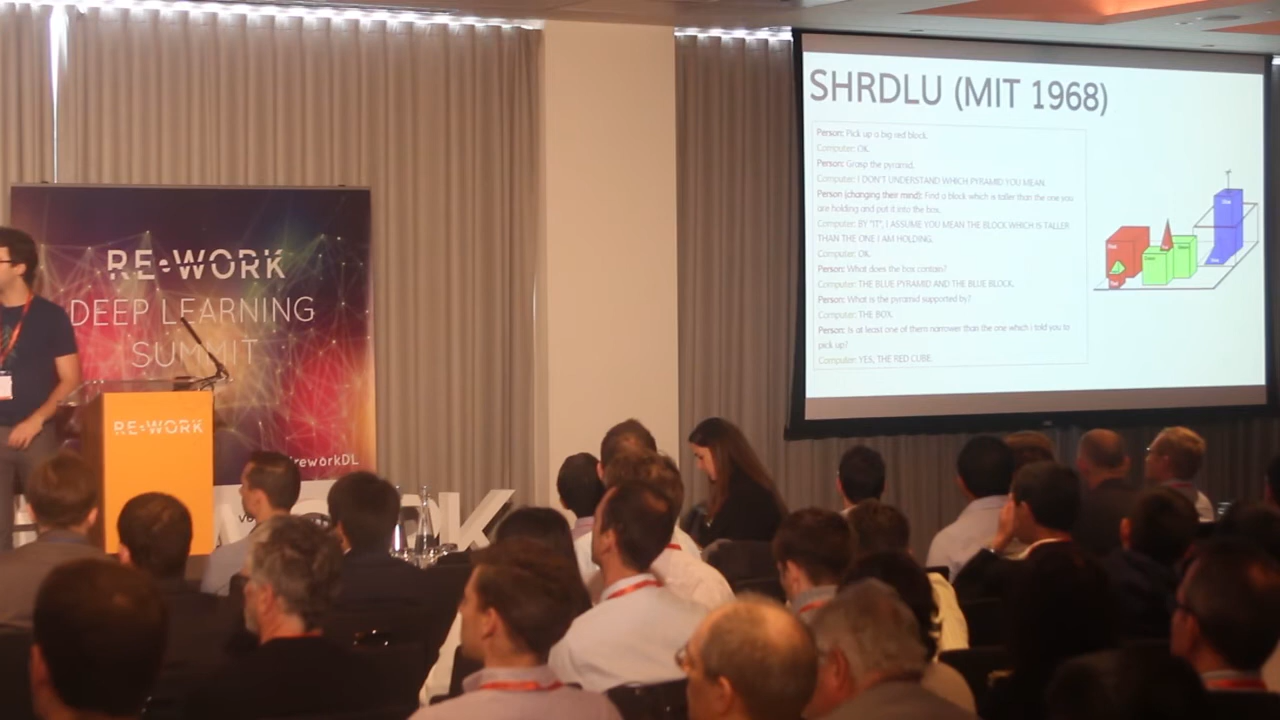 SHRDLU (MIT 1968)
Person: Pick up a big red block.
Computer: OK.
Person: Grasp the pyramid.
Computer: I DON'T UNDERSTAND WHICH PYRAMID YOU MEAN.
Person (changing their mind): Find a block which is taller than the one you
are holding and put it into the box.
Computer: BY "IT", I ASSUME YOU MEAN THE BLOCK WHICH IS TALLER
THAN THE ONE I AM HOLDING.
Computer: OK.
Person: What does the box contain?
Computer: THE BLUE PYRAMID AND THE BLUE BLOCK.
Person: What is the pyramid supported by?
Computer: THE BOX.
Person: Is at least one of them narrower than the one which i told you to
pick up?
Computer: YES, THE RED CUBE.
RE•WORK
DEEP LEARNING
SUMMIT
reworkDL
RE•WORK